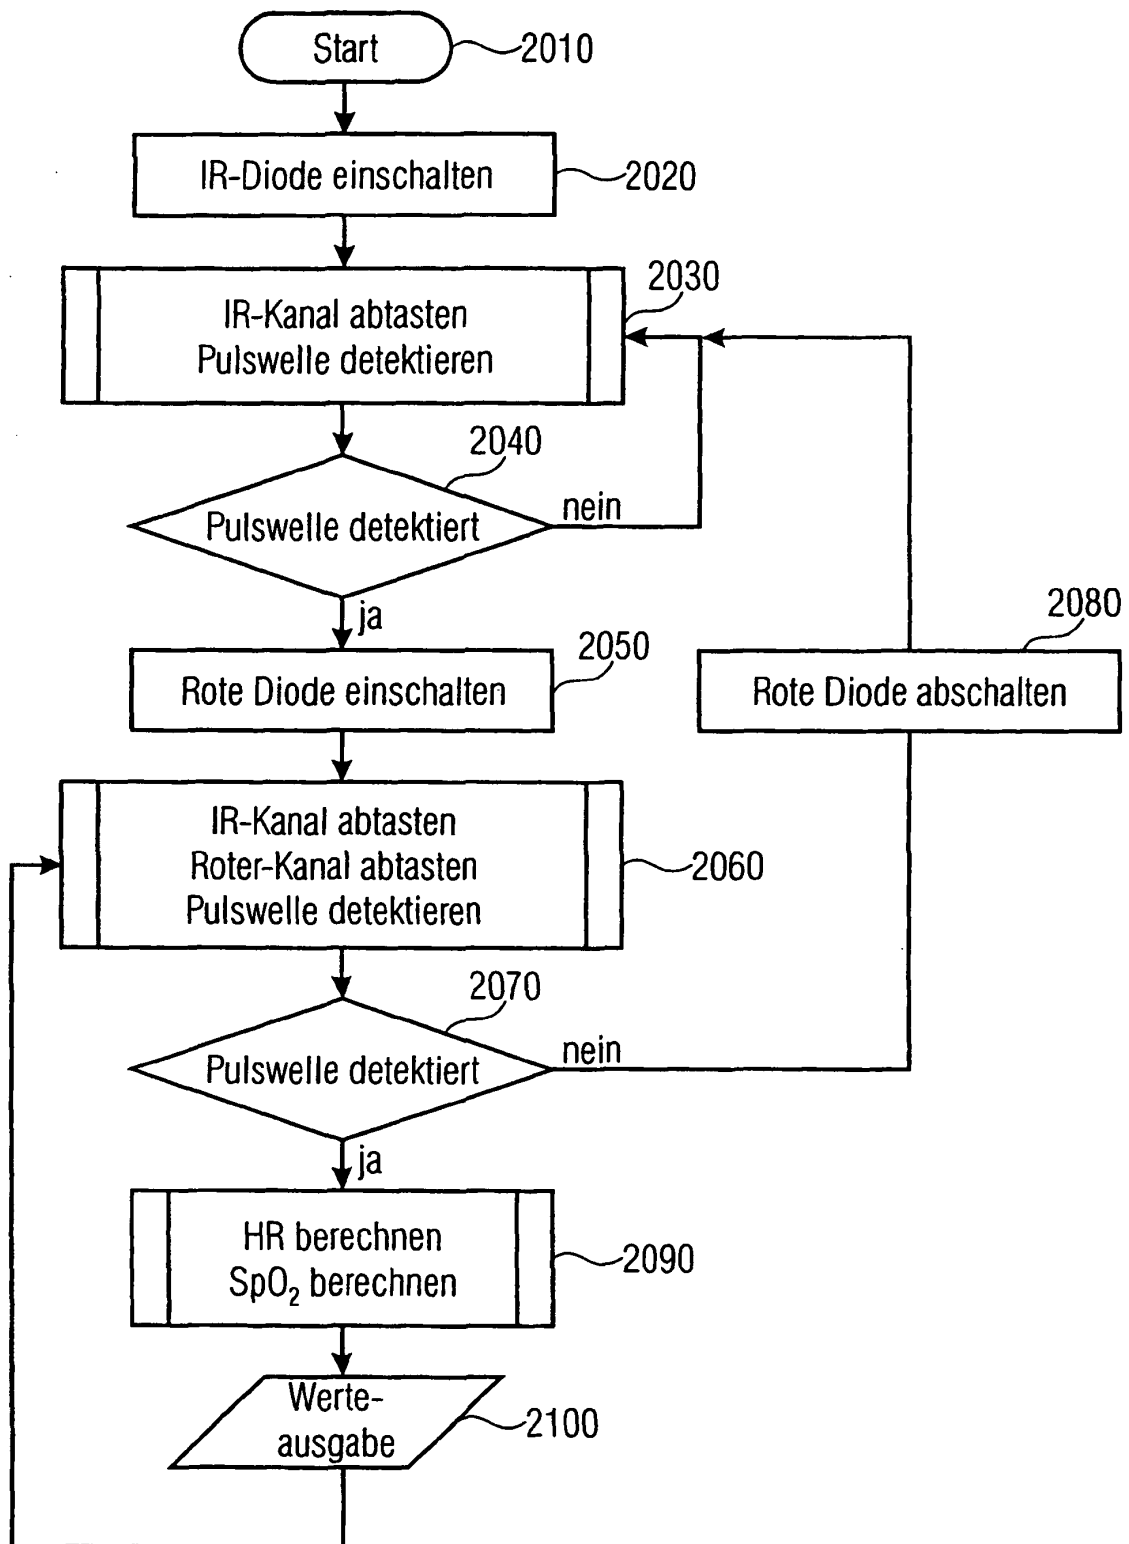 Start
2010
IR-Diode einschalten
2020
2030
IR-Kanal abtasten
Pulswelle detektieren
2040
Pulswelle detektiert
nein
ja
2050
Rote Diode einschalten
2080
Rote Diode abschalten
IR-Kanal abtasten
Roter-Kanal abtasten
Pulswelle detektieren
2060
2070
Pulswelle detektiert
nein
ja
HR berechnen
SpO₂ berechnen
2090
Werte-
ausgabe
2100